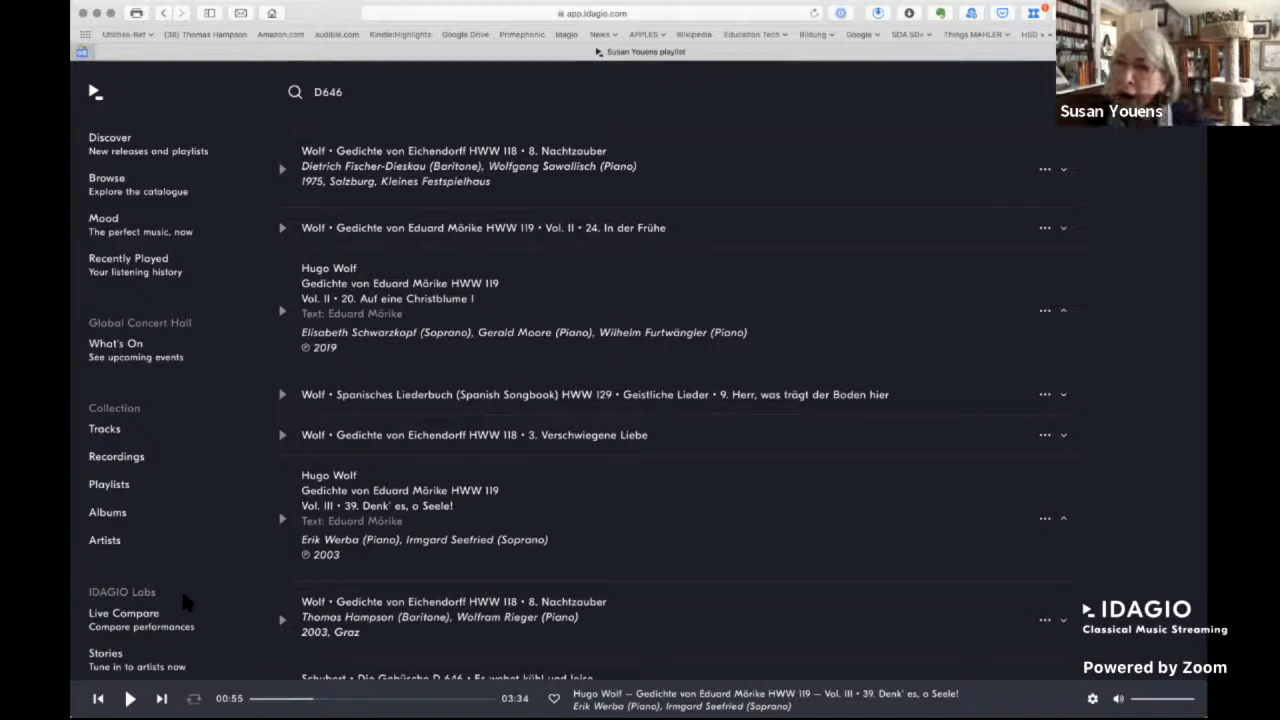 app.idagio.com
Utilities-Ref (38) Thomas Hampson Amazon.com audible.com Kindle:Highlights Google Drive Primephonic Idagio News APPLES Wikipedia Education Tech Bildung Google SDA 50+ Things MAHLER HSO +
Susan Youens playlist
Susan Youens
D646
Discover
New releases and playlists
Browse
Explore the catalogue
Mood
The perfect music, now
Recently Played
Your listening history
Global Concert Hall
What's On
See upcoming events
Collection
Tracks
Recordings
Playlists
Albums
Artists
IDAGIO Labs
Live Compare
Compare performances
Stories
Tune in to artists now
Wolf • Gedichte von Eichendorff HWW 118 • 8. Nachtzauber
Dietrich Fischer-Dieskau (Baritone), Wolfgang Sawallisch (Piano)
1975, Salzburg, Kleines Festspielhaus
Wolf • Gedichte von Eduard Mörike HWW 119 • Vol. II • 24. In der Frühe
Hugo Wolf
Gedichte von Eduard Mörike HWW 119
Vol. II • 20. Auf eine Christblume I
Text: Eduard Mörike
Elisabeth Schwarzkopf (Soprano), Gerald Moore (Piano), Wilhelm Furtwängler (Piano)
℗ 2019
Wolf • Spanisches Liederbuch (Spanish Songbook) HWW 129 • Geistliche Lieder • 9. Herr, was trägt der Boden hier
Wolf • Gedichte von Eichendorff HWW 118 • 3. Verschwiegene Liebe
Hugo Wolf
Gedichte von Eduard Mörike HWW 119
Vol. III • 39. Denk' es, o Seele!
Text: Eduard Mörike
Erik Werba (Piano), Irmgard Seefried (Soprano)
℗ 2003
Wolf • Gedichte von Eichendorff HWW 118 • 8. Nachtzauber
Thomas Hampson (Baritone), Wolfram Rieger (Piano)
2003, Graz
Schubert • Die Gebüsche D 646 • Es wehet kühl und leise
IDAGIO
Classical Music Streaming
Powered by Zoom
00:55
03:34
Hugo Wolf – Gedichte von Eduard Mörike HWW 119 – Vol. III • 39. Denk' es, o Seele!
Erik Werba (Piano), Irmgard Seefried (Soprano)